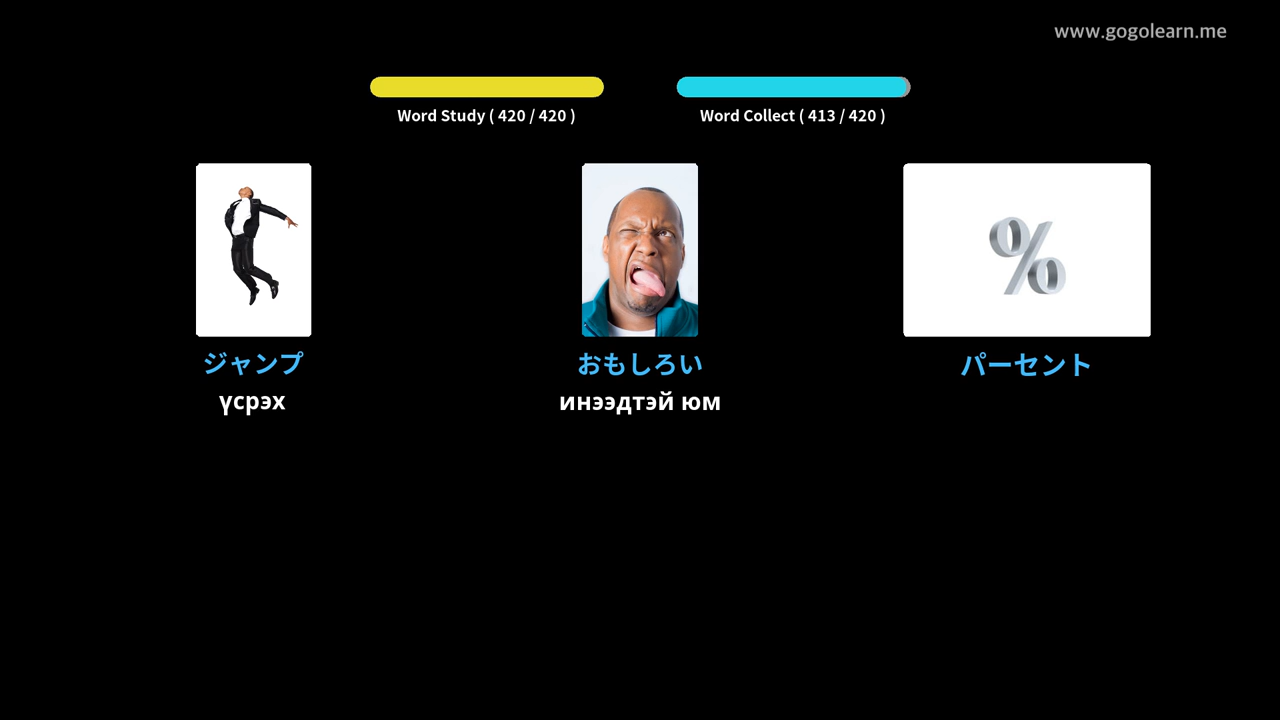 www.gogolearn.me
Word Study ( 420 / 420 )
Word Collect ( 413 / 420 )
%
ジャンプ
おもしろい
パーセント
үсрэх
инээдтэй юм